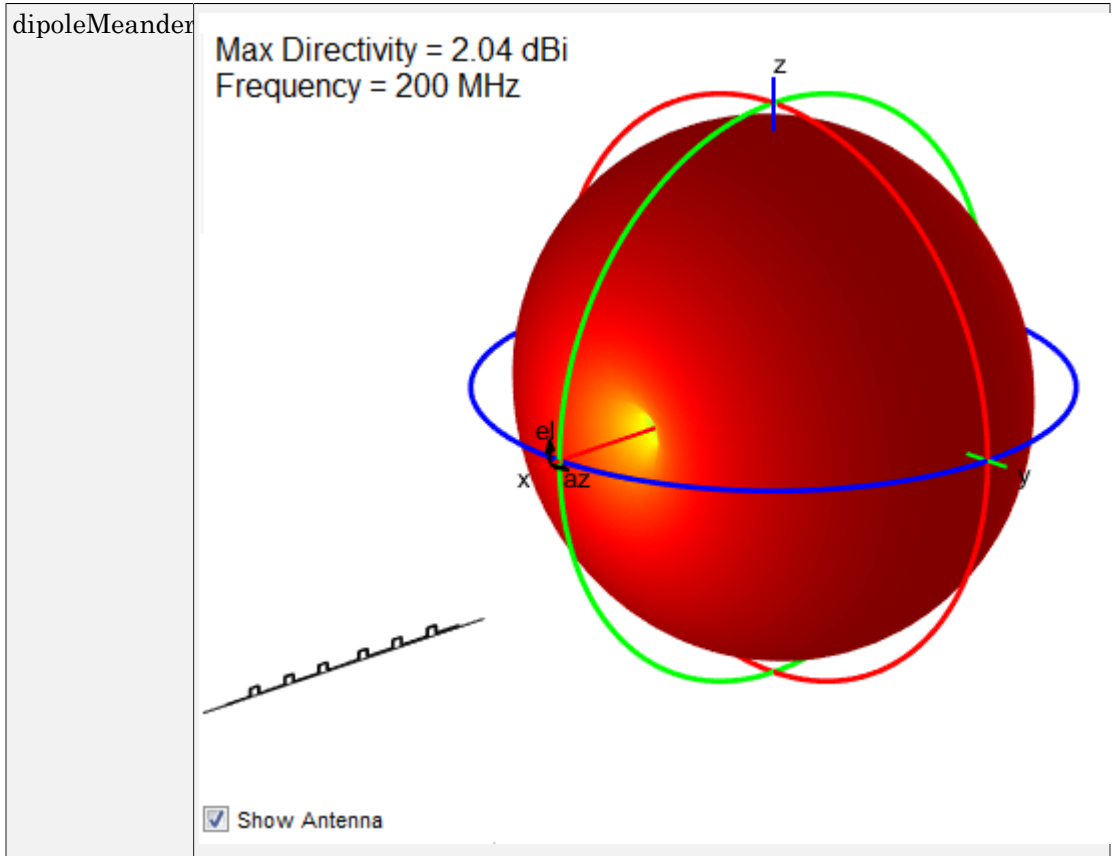 dipoleMeander
Max Directivity = 2.04 dBi
Frequency = 200 MHz
z
el
x az
y
Show Antenna